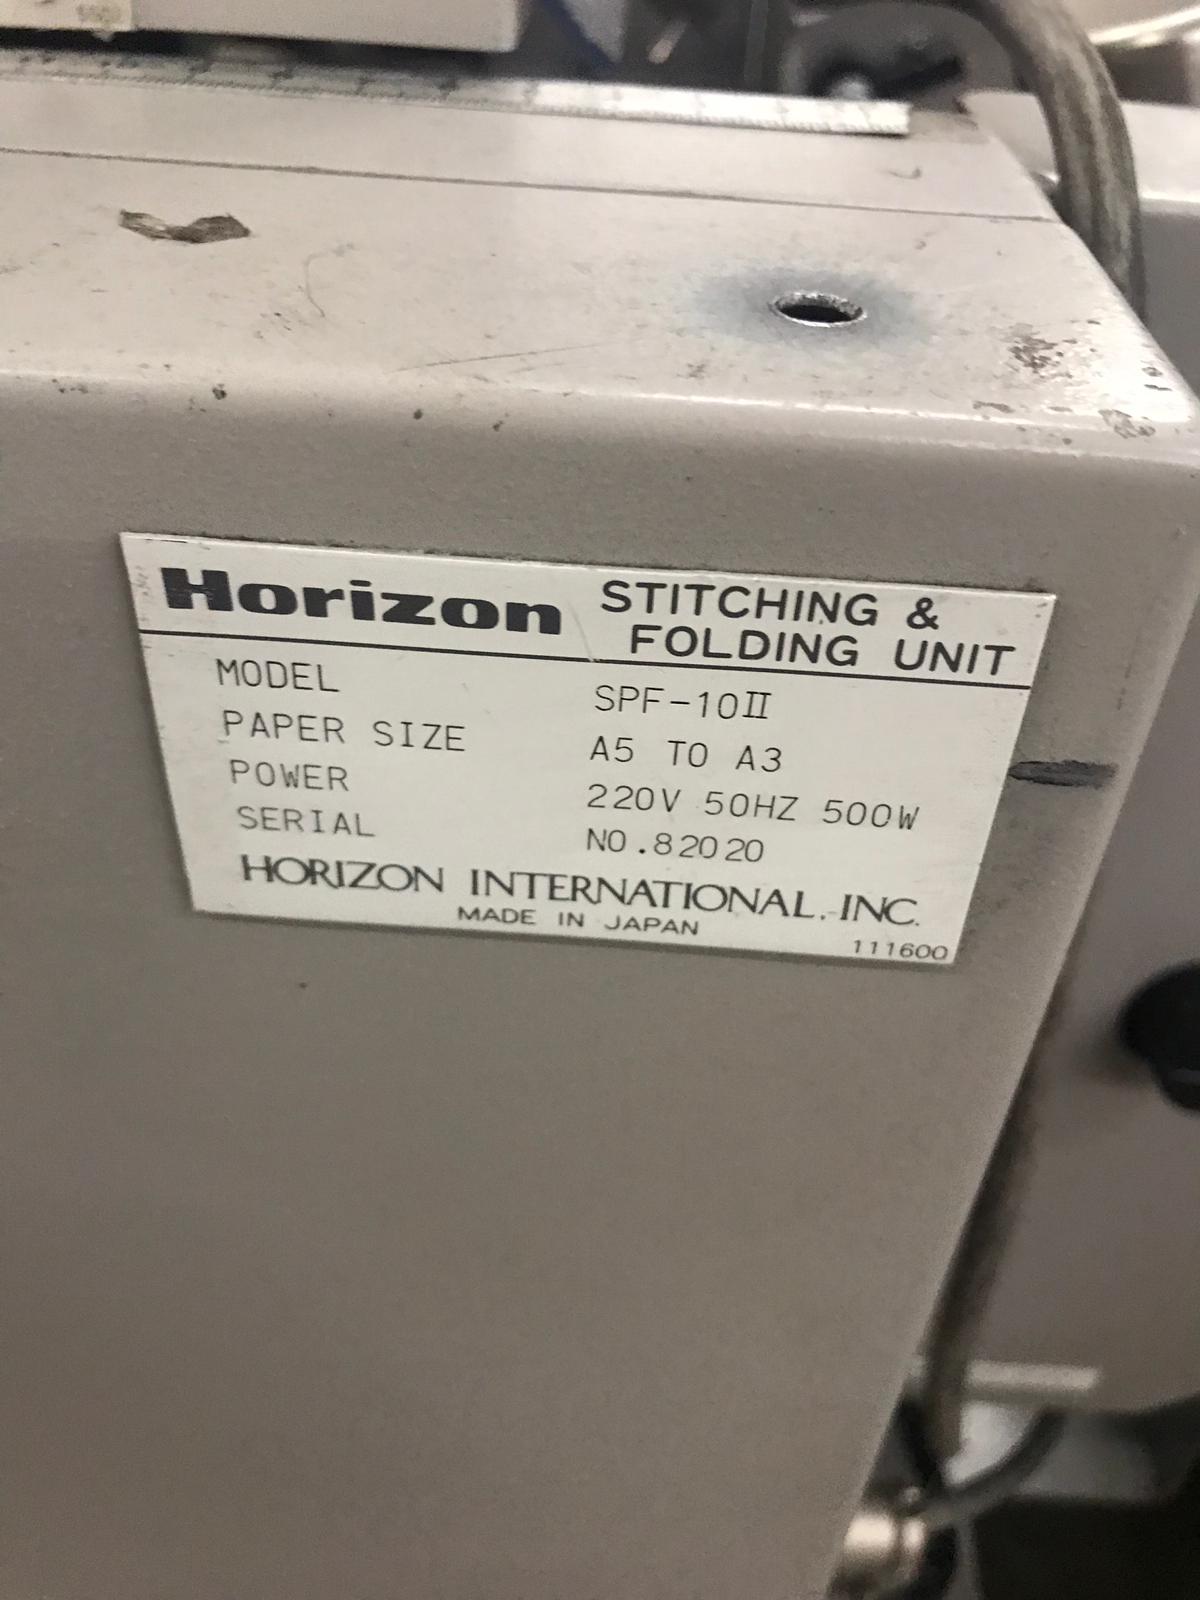 Horizon STITCHING &
FOLDING UNIT
MODEL SPF-10II
PAPER SIZE A5 TO A3
POWER 220V 50HZ 500W
SERIAL NO.82020
HORIZON INTERNATIONAL.INC.
MADE IN JAPAN
111600